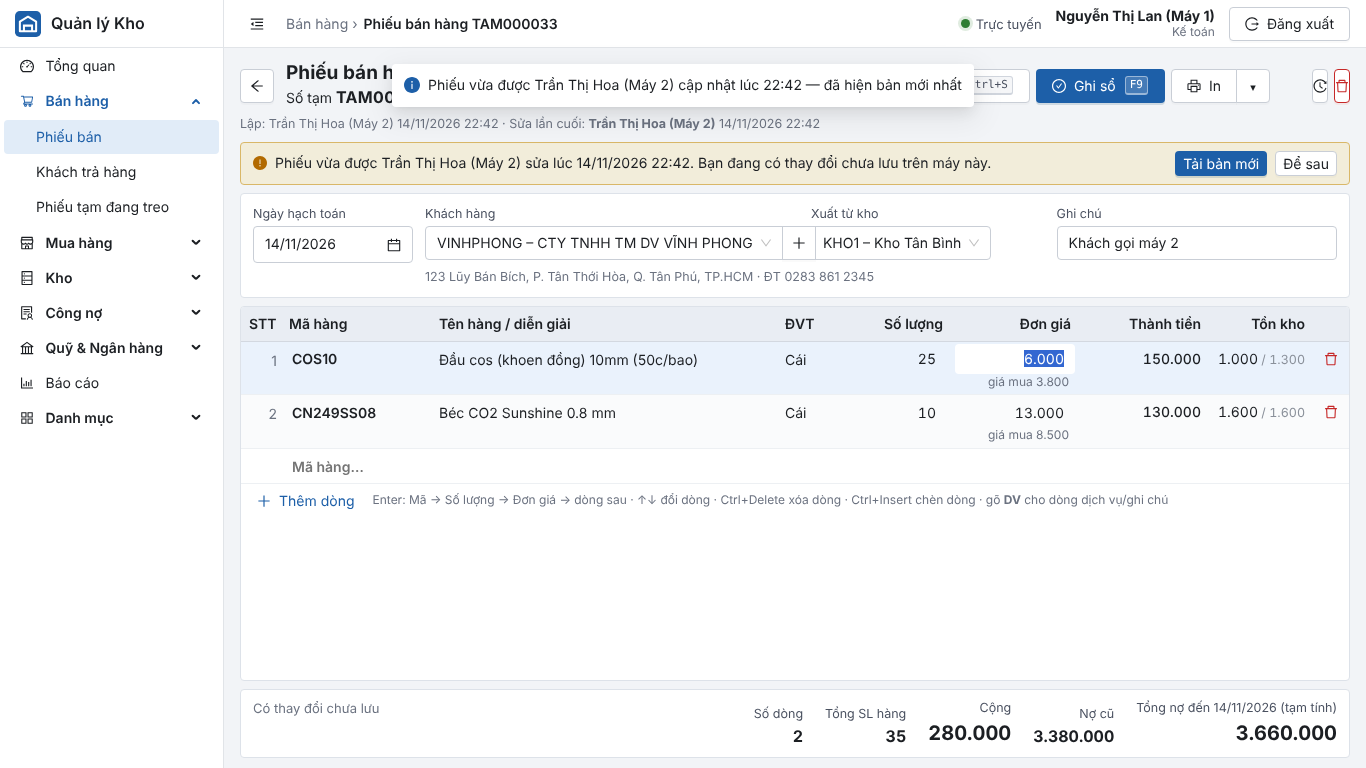 Quản lý Kho
Bán hàng › Phiếu bán hàng TAM000033
Trực tuyến
Nguyễn Thị Lan (Máy 1)
Kế toán
Đăng xuất
Tổng quan
Bán hàng
Phiếu bán
Khách trả hàng
Phiếu tạm đang treo
Mua hàng
Kho
Công nợ
Quỹ & Ngân hàng
Báo cáo
Danh mục
Phiếu bán h
Số tạm TAM00
Phiếu vừa được Trần Thị Hoa (Máy 2) cập nhật lúc 22:42 — đã hiện bản mới nhất
trl+S
Ghi sổ F9
In
Lập: Trần Thị Hoa (Máy 2) 14/11/2026 22:42 · Sửa lần cuối: Trần Thị Hoa (Máy 2) 14/11/2026 22:42
Phiếu vừa được Trần Thị Hoa (Máy 2) sửa lúc 14/11/2026 22:42. Bạn đang có thay đổi chưa lưu trên máy này.
Tải bản mới
Để sau
Ngày hạch toán
14/11/2026
Khách hàng
VINHPHONG – CTY TNHH TM DV VĨNH PHONG
123 Lũy Bán Bích, P. Tân Thới Hòa, Q. Tân Phú, TP.HCM · ĐT 0283 861 2345
Xuất từ kho
KHO1 – Kho Tân Bình
Ghi chú
Khách gọi máy 2
STT Mã hàng Tên hàng / diễn giải ĐVT Số lượng Đơn giá Thành tiền Tồn kho
1 COS10 Đầu cos (khoen đồng) 10mm (50c/bao) Cái 25 6.000 150.000 1.000 / 1.300
giá mua 3.800
2 CN249SS08 Béc CO2 Sunshine 0.8 mm Cái 10 13.000 130.000 1.600 / 1.600
giá mua 8.500
Mã hàng...
Thêm dòng
Enter: Mã → Số lượng → Đơn giá → dòng sau · ↑↓ đổi dòng · Ctrl+Delete xóa dòng · Ctrl+Insert chèn dòng · gõ DV cho dòng dịch vụ/ghi chú
Có thay đổi chưa lưu
Số dòng
2
Tổng SL hàng
35
Cộng
280.000
Nợ cũ
3.380.000
Tổng nợ đến 14/11/2026 (tạm tính)
3.660.000